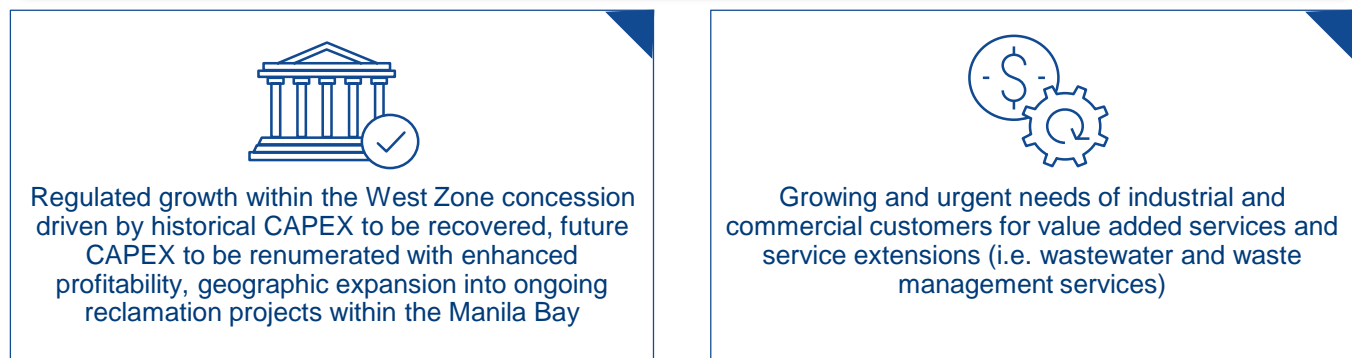 Regulated growth within the West Zone concession
driven by historical CAPEX to be recovered, future
CAPEX to be renumerated with enhanced
profitability, geographic expansion into ongoing
reclamation projects within the Manila Bay
$
Growing and urgent needs of industrial and
commercial customers for value added services and
service extensions (i.e. wastewater and waste
management services)